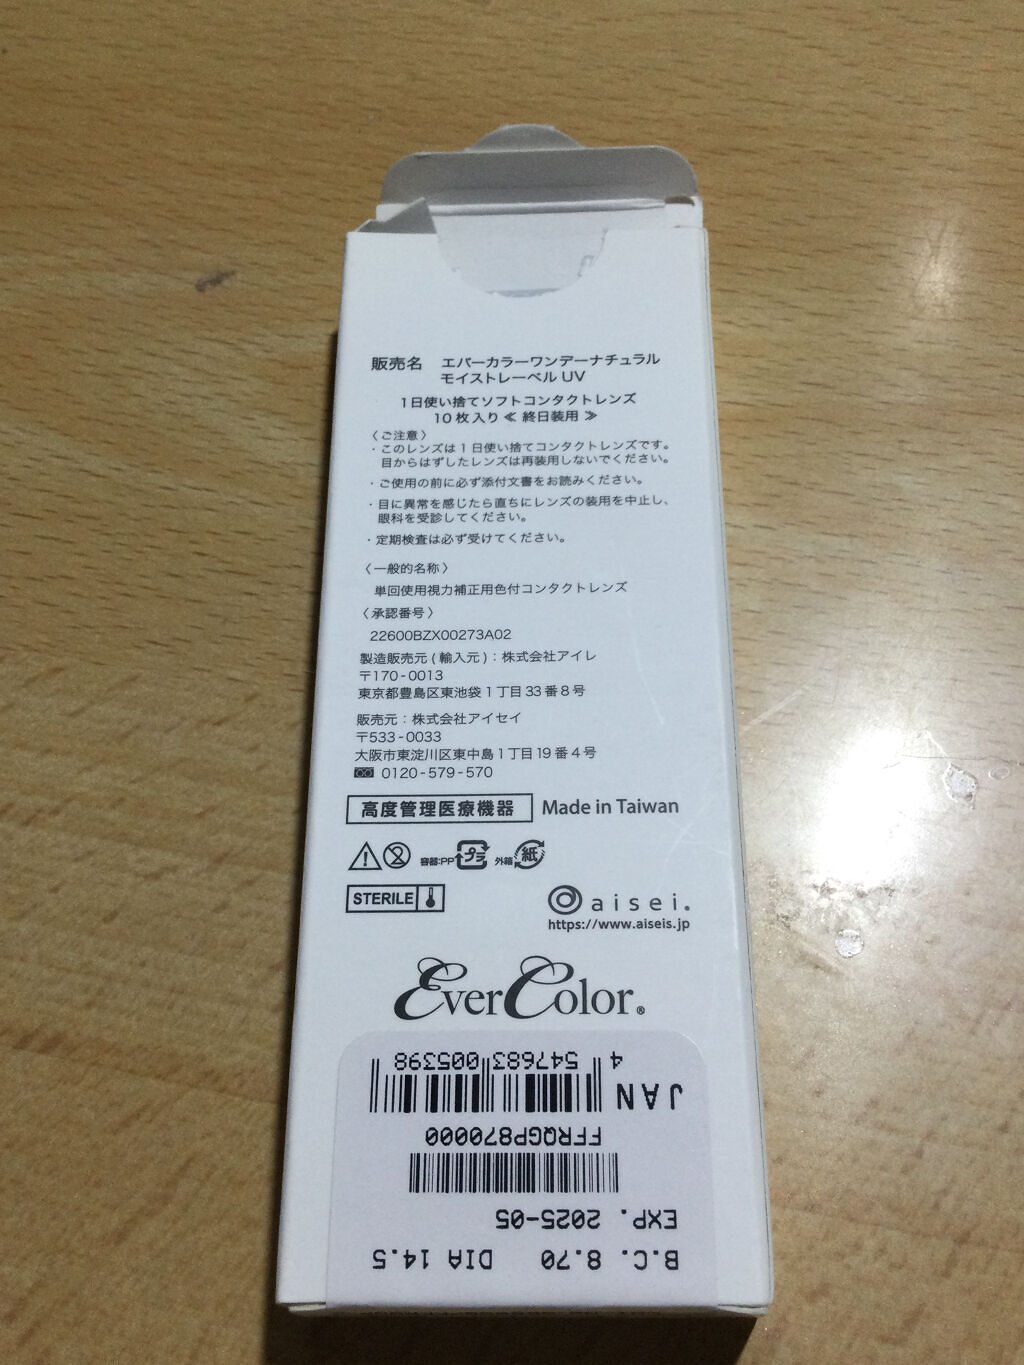 販売名 エバーカラーワンデーナチュラル
モイストレーベル UV
1日使い捨てソフトコンタクトレンズ
10枚入り ≪ 終日装用 ≫
〈ご注意〉
・このレンズは1日使い捨てコンタクトレンズです。
目からはずしたレンズは再装用しないでください。
・ご使用の前に必ず添付文書をお読みください。
・目に異常を感じたら直ちにレンズの装用を中止し、
眼科を受診してください。
・定期検査は必ず受けてください。
〈一般的名称〉
単回使用視力補正用色付コンタクトレンズ
〈承認番号〉
22600BZX00273A02
製造販売元(輸入元):株式会社アイレ
〒170-0013
東京都豊島区東池袋1丁目33番8号
販売元:株式会社アイセイ
〒533-0033
大阪市東淀川区東中島1丁目19番4号
0120-579-570
高度管理医療機器 Made in Taiwan
容器:PP プラ 外箱 紙
STERILE
aisei.
https://www.aiseis.jp
EverColor®
B.C. 8.70 DIA 14.5
EXP. 2025-05
FFRQGP870000
JAN
4 547683 005398